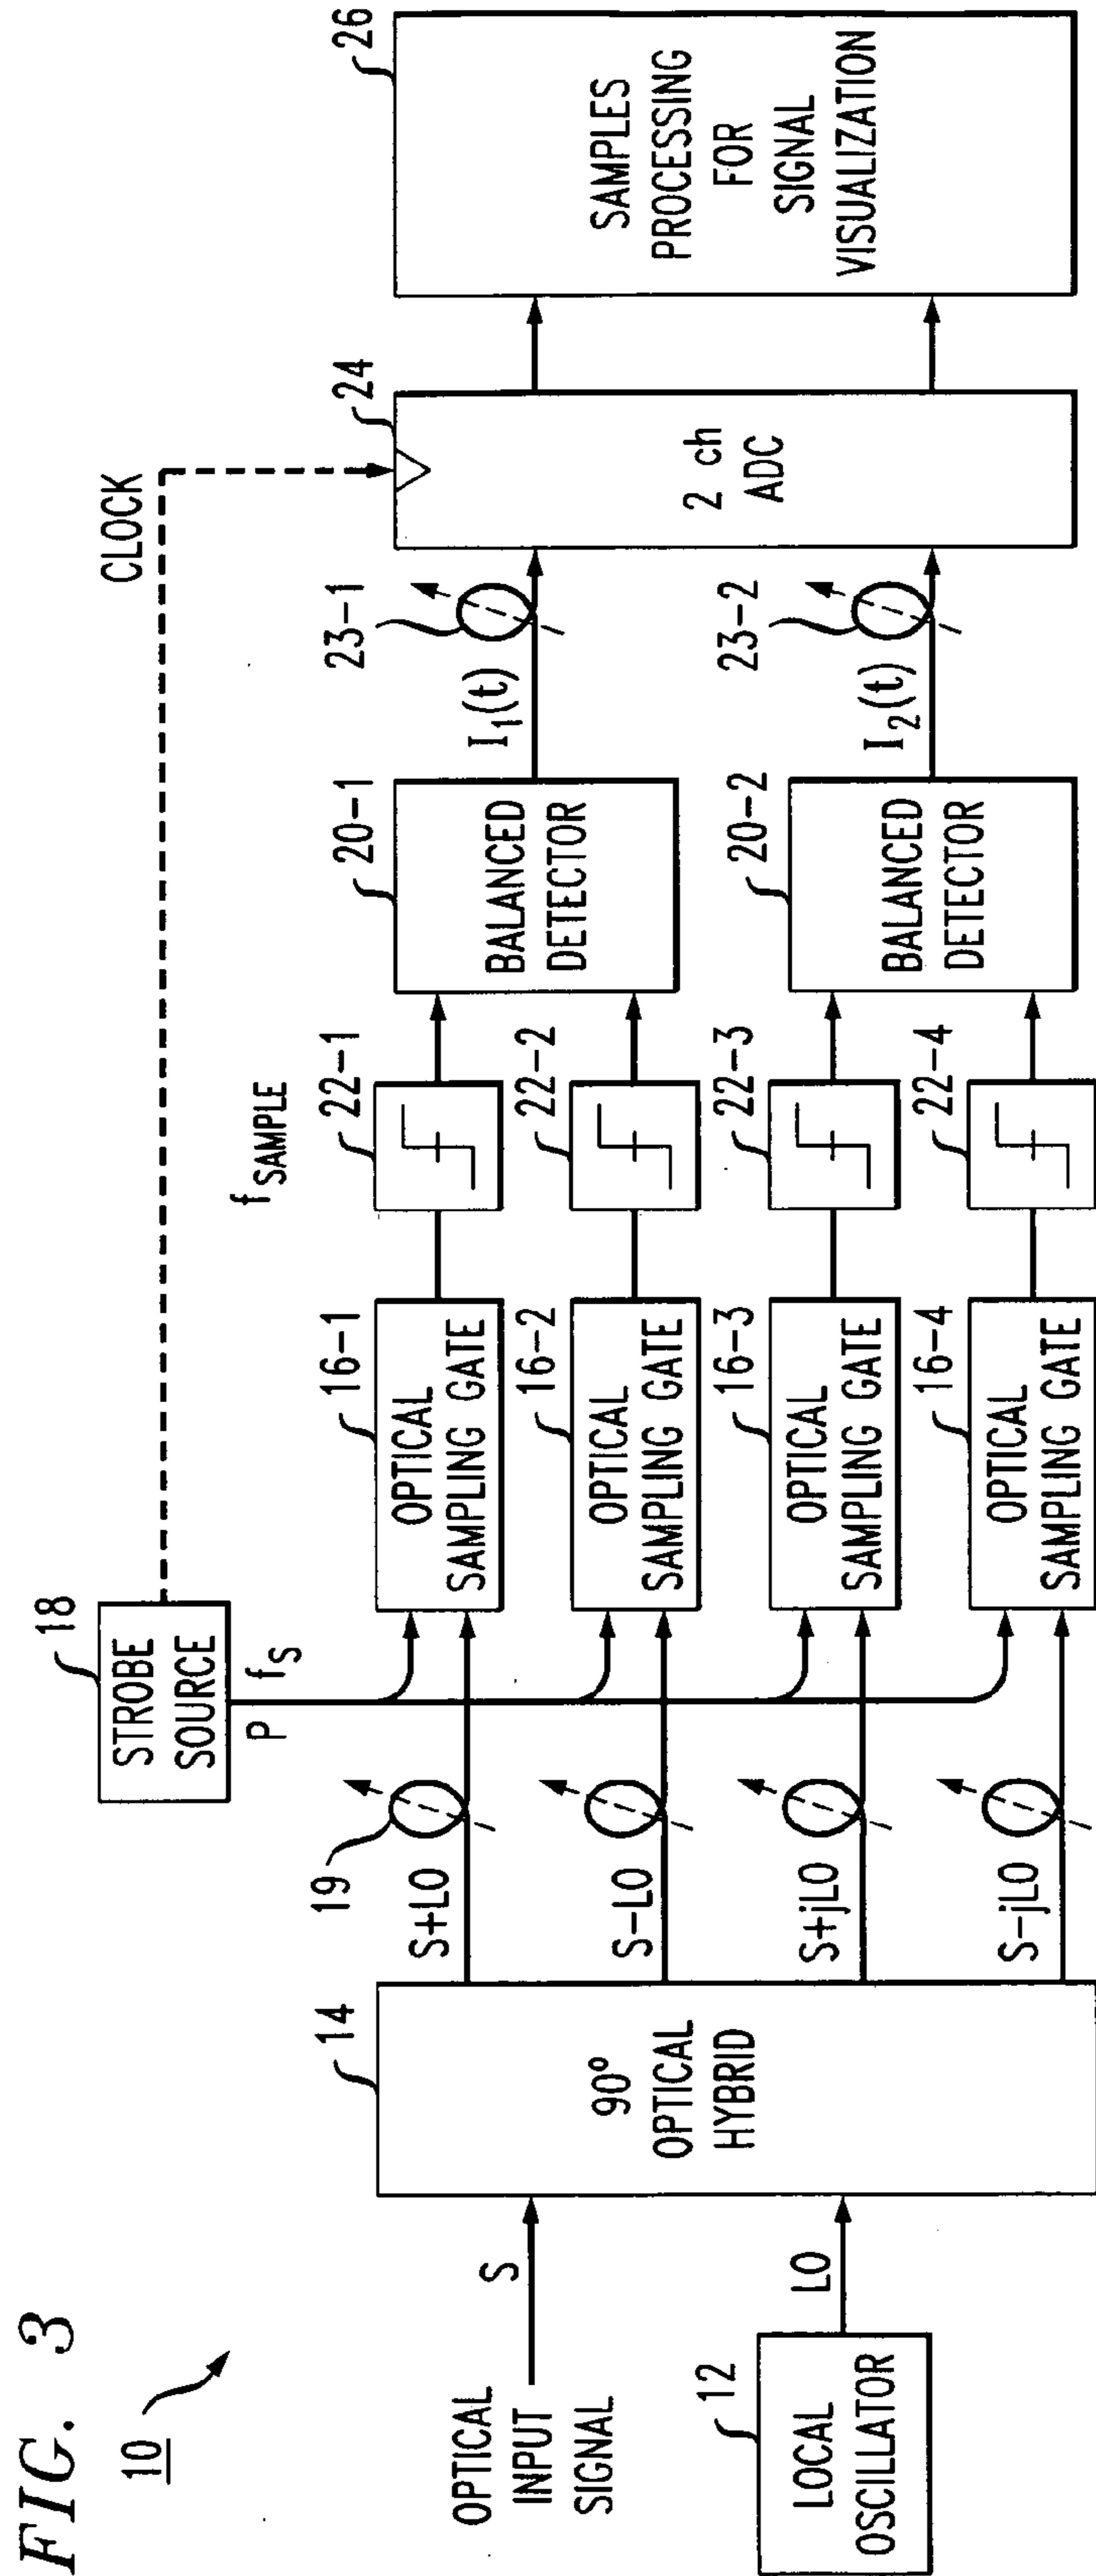 FIG. 3
10
OPTICAL
INPUT
SIGNAL
S
12
LOCAL
OSCILLATOR
LO
14
90°
OPTICAL
HYBRID
19
S+LO
S-LO
S+jLO
S-jLO
18
STROBE
SOURCE
P
fS
CLOCK
16-1
OPTICAL
SAMPLING GATE
16-2
OPTICAL
SAMPLING GATE
16-3
OPTICAL
SAMPLING GATE
16-4
OPTICAL
SAMPLING GATE
fSAMPLE
22-1
22-2
22-3
22-4
20-1
BALANCED
DETECTOR
20-2
BALANCED
DETECTOR
I1(t)
23-1
I2(t)
23-2
24
2 ch
ADC
26
SAMPLES
PROCESSING
FOR
SIGNAL
VISUALIZATION